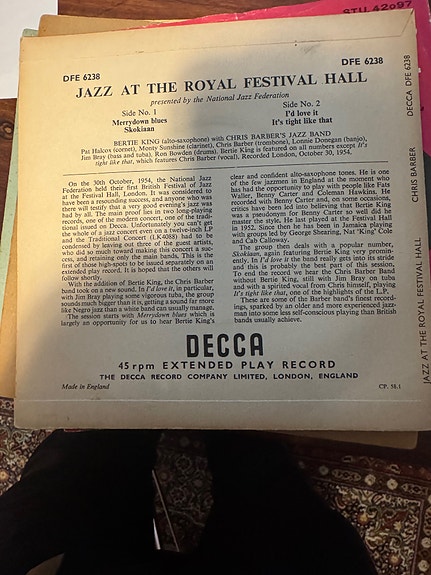 STU 42097
DFE 6238
DFE 6238
JAZZ AT THE ROYAL FESTIVAL HALL
presented by the National Jazz Federation
Side No. 1
Merrydown blues
Skokiaan
Side No. 2
I'd love it
It's tight like that
BERTIE KING (alto-saxophone) with CHRIS BARBER'S JAZZ BAND
Pat Halcox (cornet), Monty Sunshine (clarinet), Chris Barber (trombone), Lonnie Donegan (banjo),
Jim Bray (bass and tuba), Ron Bowden (drums). Bertie King is featured on all numbers except It's
tight like that, which features Chris Barber (vocal). Recorded London, October 30, 1954.
On the 30th October, 1954, the National Jazz
Federation held their first British Festival of Jazz
at the Festival Hall, London. It was considered to
have been a resounding success, and anyone who was
there will testify that a very good evening's jazz was
had by all. The main proof lies in two long-playing
records, one of the modern concert, one of the tradi-
tional issued on Decca. Unfortunately you can't get
the whole of a jazz concert even on a twelve-inch LP
and the Traditional Concert (LK4088) had to be
condensed by leaving out three of the guest artists,
who did so much toward making this concert a suc-
cess, and retaining only the main bands. This is the
first of those high-spots to be issued separately on an
extended play record. It is hoped that the others will
follow shortly.
With the addition of Bertie King, the Chris Barber
band took on a new sound. In I'd love it, in particular,
with Jim Bray playing some vigorous tuba, the group
sounds much bigger than it is, getting a sound far more
like Negro jazz than a white band can usually manage.
The session starts with Merrydown blues which is
largely an opportunity for us to hear Bertie King's
clear and confident alto-saxophone tones. He is one
of the few jazzmen in England at the moment who
has had the opportunity to play with people like Fats
Waller, Benny Carter and Coleman Hawkins. He
recorded with Benny Carter and, on some occasions,
critics have been led into believing that Bertie King
was a pseudonym for Benny Carter so well did he
master the style. He last played at the Festival Hall
in 1952. Since then he has been in Jamaica playing
with groups led by George Shearing, Nat 'King' Cole
and Cab Calloway.
The group then deals with a popular number,
Skokiaan, again featuring Bertie King very promin-
ently. In I'd love it the band really gets into its stride
and this is probably the best part of this session.
To end the record we hear the Chris Barber Band
without Bertie King, but still with Jim Bray on tuba
and with a spirited vocal from Chris himself, playing
It's tight like that, one of the highlights of the L.P.
These are some of the Barber band's finest record-
ings, sparked by an older and more experienced jazz-
man into some less self-conscious playing than British
bands usually achieve.
DECCA
45 rpm EXTENDED PLAY RECORD
THE DECCA RECORD COMPANY LIMITED, LONDON, ENGLAND
Made in England
CP. 58.1
JAZZ AT THE ROYAL FESTIVAL HALL CHRIS BARBER DECCA DFE 6238